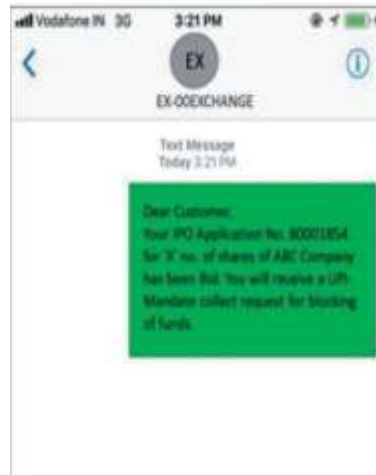 Vodafone IN 3G 3:21 PM
EX
EX-00EXCHANGE
Text Message
Today 3:21 PM
Dear Customer,
Your IPO Application No. 80001854
for 'X' no. of shares of ABC Company
has been Bid. You will receive a UPI-
Mandate collect request for blocking
of funds.